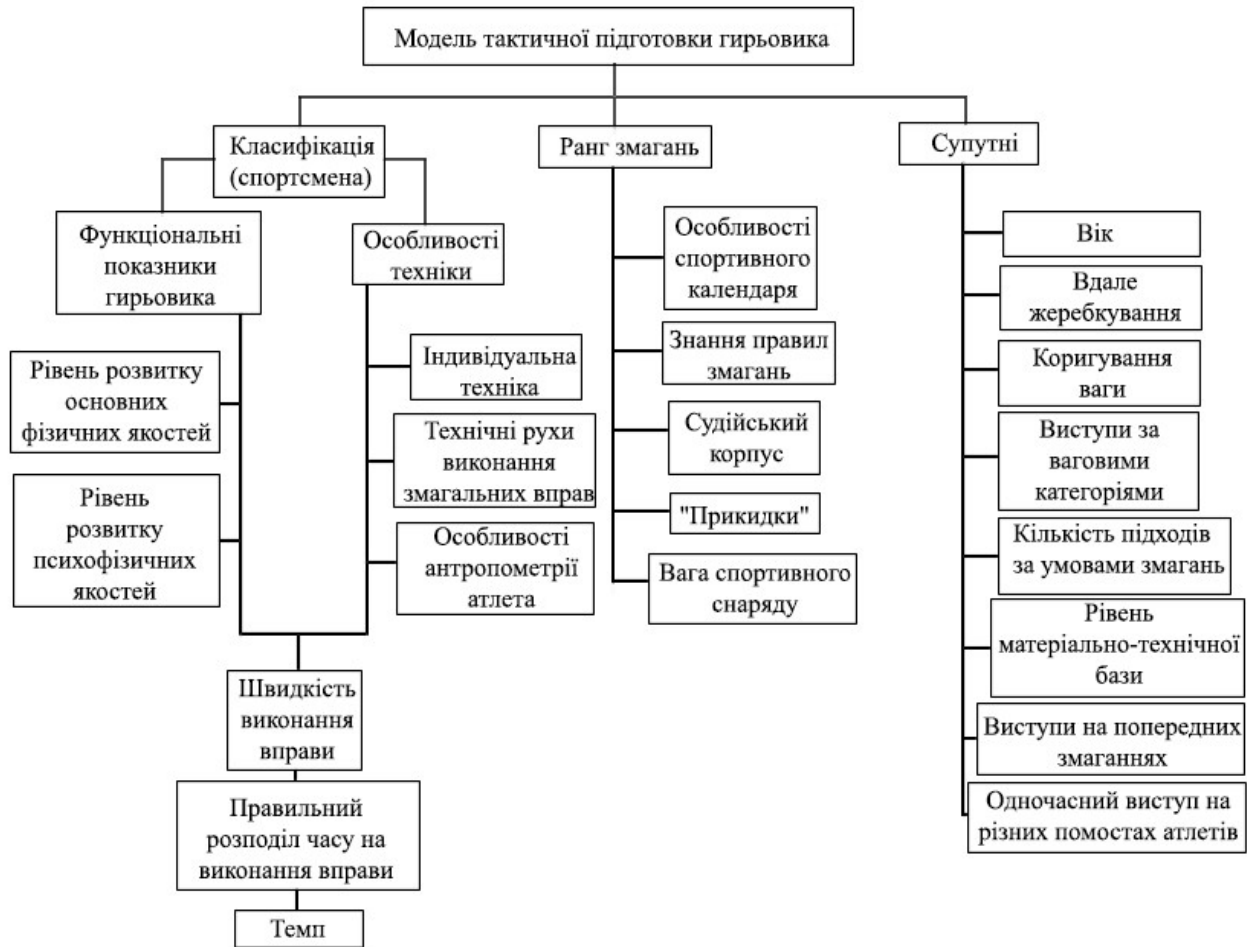 Модель тактичної підготовки гирьовика
Класифікація
(спортсмена)
Ранг змагань
Супутні
Функціональні
показники
гирьовика
Особливості
техніки
Рівень розвитку
основних
фізичних якостей
Рівень
розвитку
психофізичних
якостей
Індивідуальна
техніка
Технічні рухи
виконання
змагальних вправ
Особливості
антропометрії
атлета
Швидкість
виконання
вправи
Правильний
розподіл часу на
виконання вправи
Темп
Особливості
спортивного
календаря
Знання правил
змагань
Судійський
корпус
"Прикидки"
Вага спортивного
снаряду
Вік
Вдале
жеребкування
Коригування
ваги
Виступи за
ваговими
категоріями
Кількість підходів
за умовами змагань
Рівень
матеріально-технічної
бази
Виступи на попередних
змаганнях
Одночасний виступ на
різних помостах атлетів